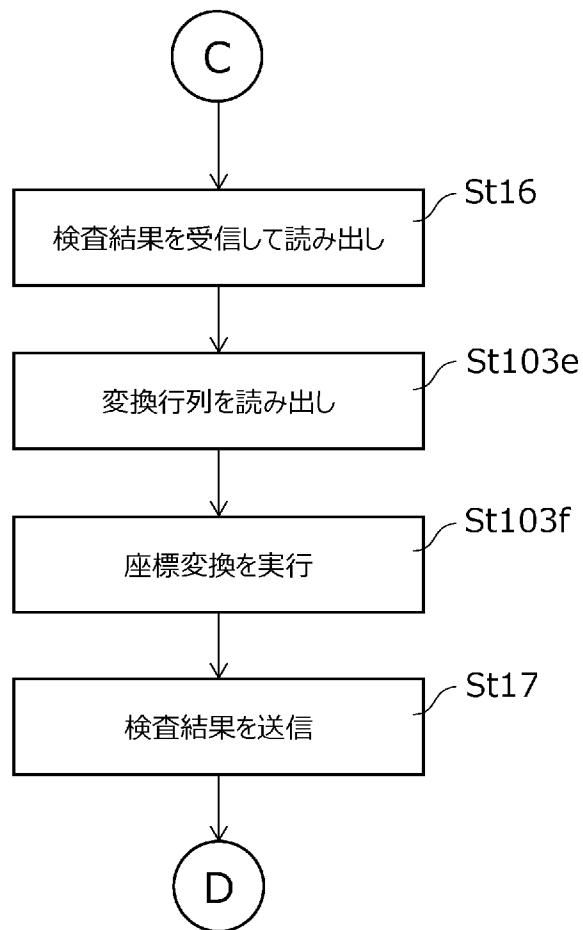 C
St16
検査結果を受信して読み出し
St103e
変換行列を読み出し
St103f
座標変換を実行
St17
検査結果を送信
D